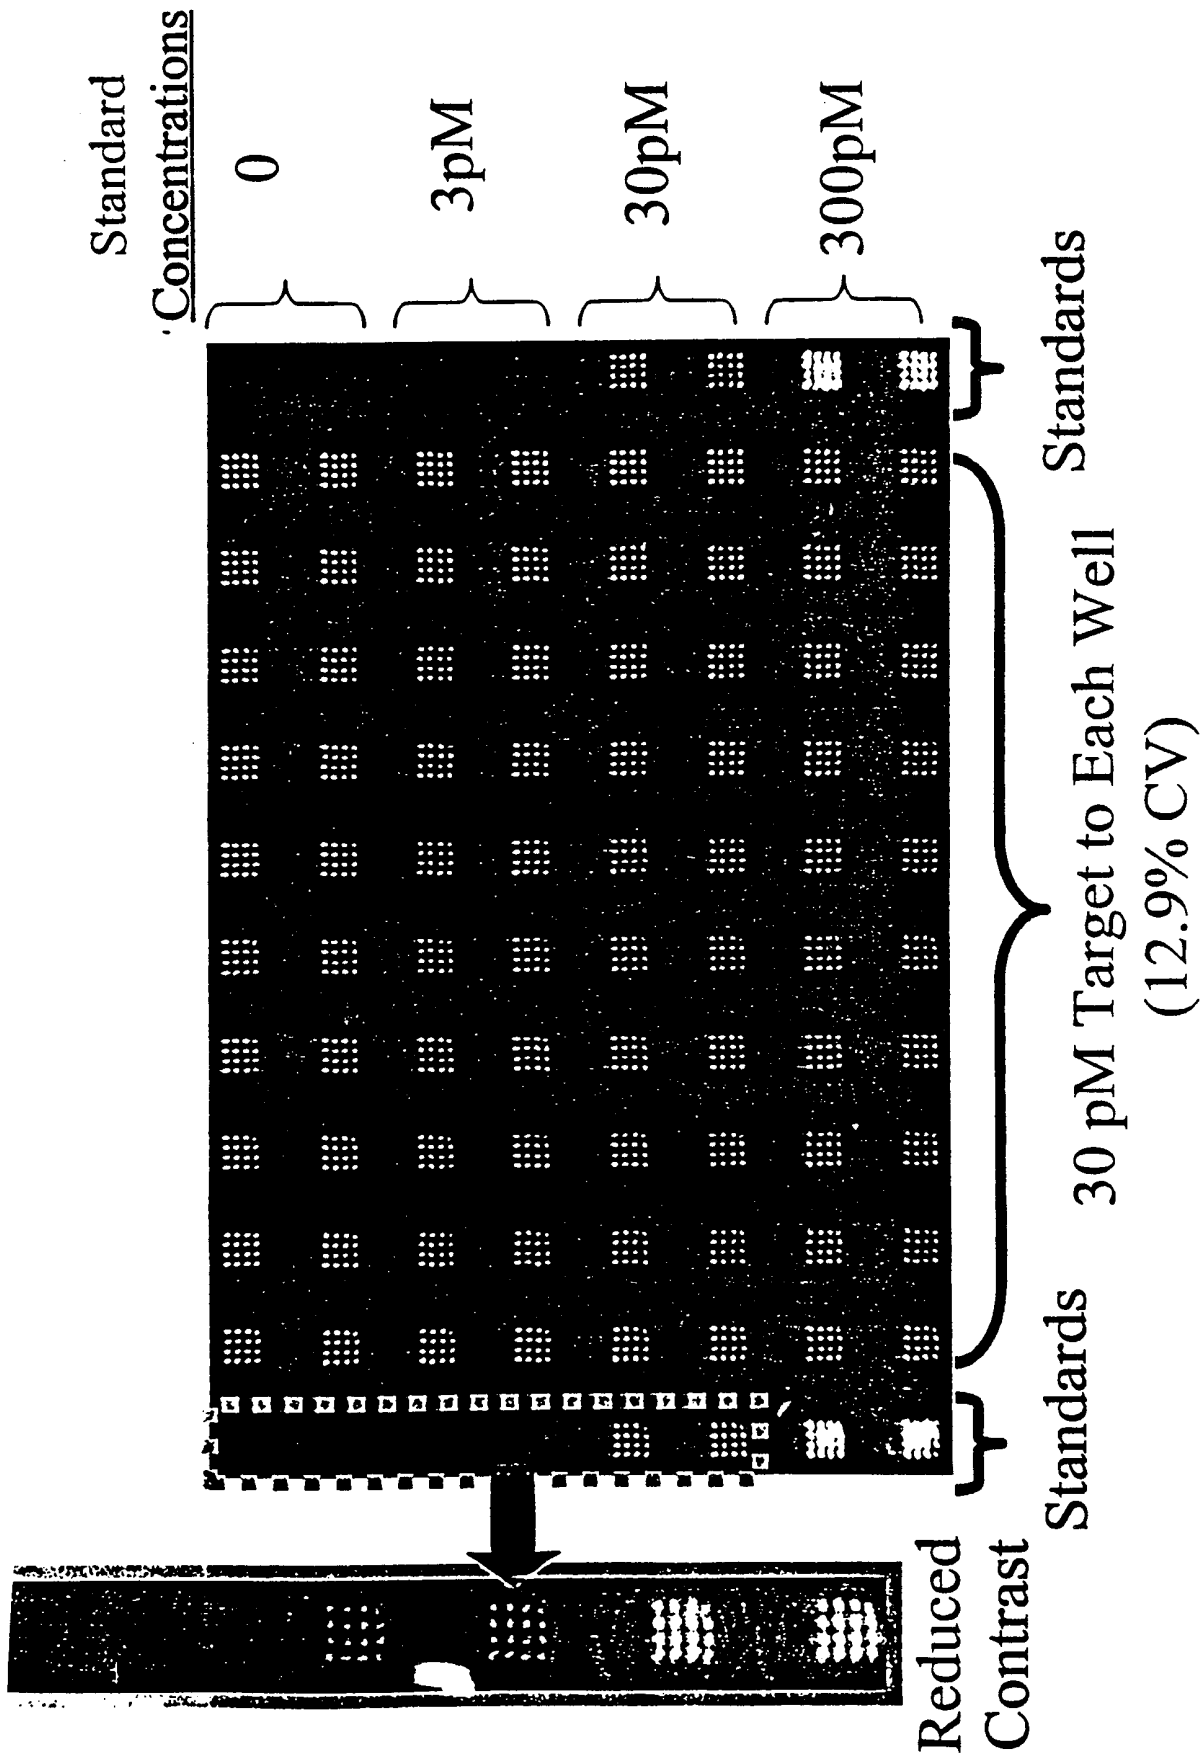 Standard
Concentrations
0
3pM
30pM
300pM
Reduced
Contrast
Standards
30 pM Target to Each Well
(12.9% CV)
Standards